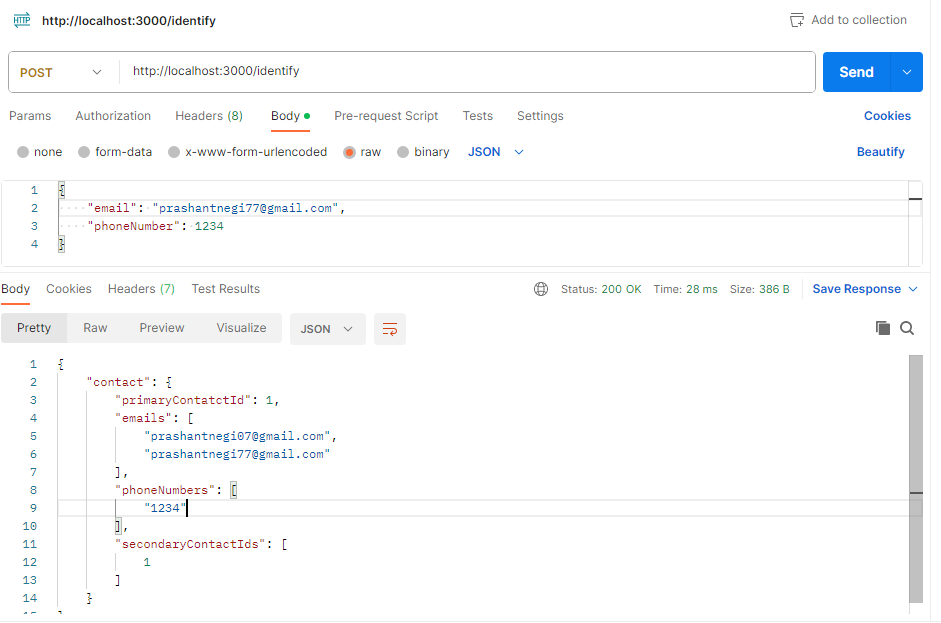 HTTP http://localhost:3000/identify Add to collection
POST http://localhost:3000/identify Send
Params Authorization Headers (8) Body Pre-request Script Tests Settings Cookies
none form-data x-www-form-urlencoded raw binary JSON Beautify
1 {
2 "email": "prashantnegi77@gmail.com",
3 "phoneNumber": 1234
4 }
Body Cookies Headers (7) Test Results Status: 200 OK Time: 28 ms Size: 386 B Save Response
Pretty Raw Preview Visualize JSON
1 {
2 "contact": {
3 "primaryContatctId": 1,
4 "emails": [
5 "prashantnegi07@gmail.com",
6 "prashantnegi77@gmail.com"
7 ],
8 "phoneNumbers": [
9 "1234"
10 ],
11 "secondaryContactIds": [
12 1
13 ]
14 }